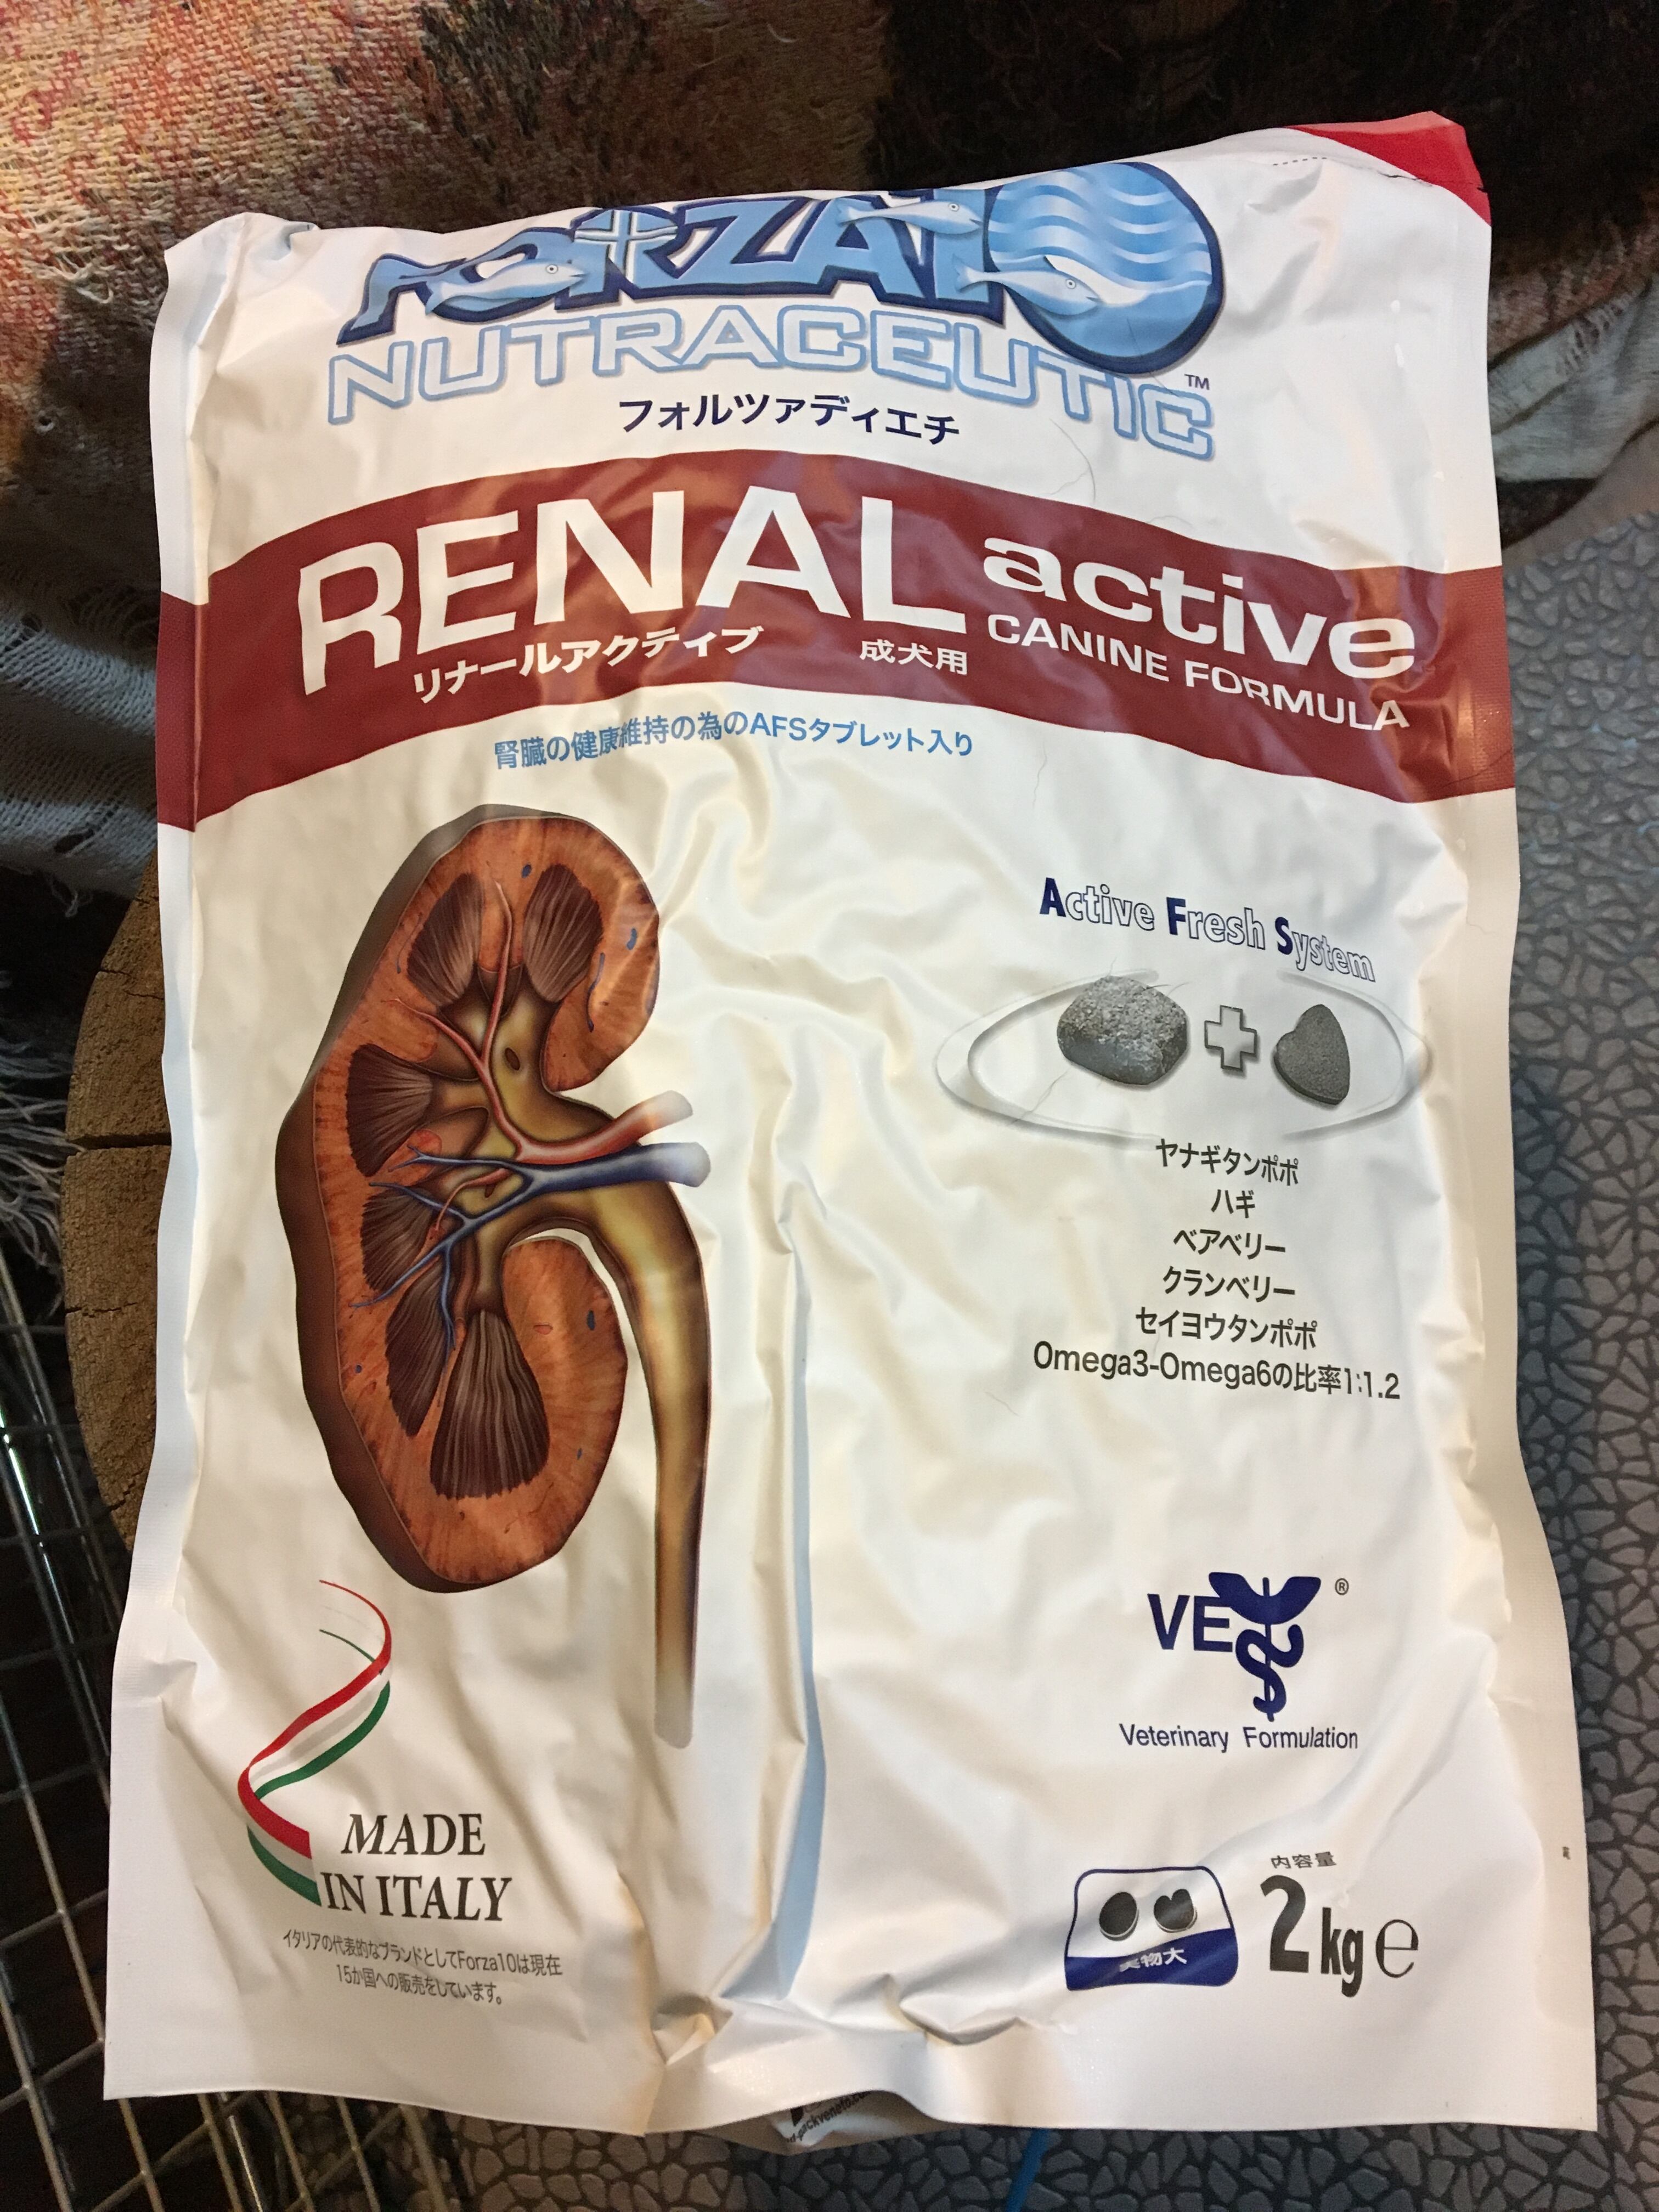 FORZA10
NUTRACEUTIC™
フォルツァディエチ
RENAL active
リナールアクティブ 成犬用 CANINE FORMULA
腎臓の健康維持の為のAFSタブレット入り
Active Fresh System
ヤナギタンポポ
ハギ
ベアベリー
クランベリー
セイヨウタンポポ
Omega3-Omega6の比率1:1.2
VET®
Veterinary Formulation
MADE
IN ITALY
イタリアの代表的なブランドとしてForza10は現在
15か国への販売をしています。
実物大
内容量
2kg℮